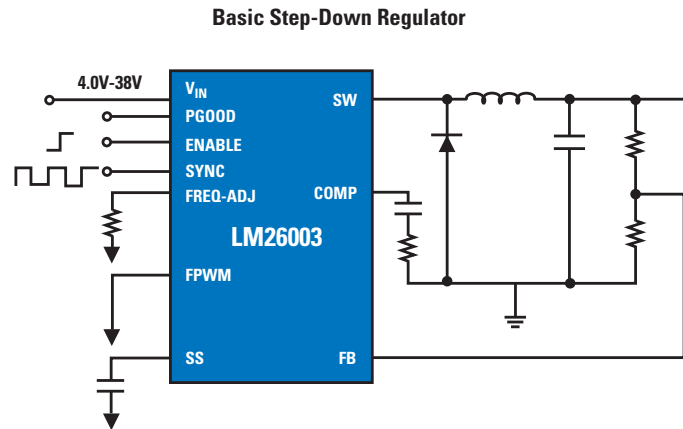 Basic Step-Down Regulator
4.0V-38V
VIN
PGOOD
ENABLE
SYNC
FREQ-ADJ
FPWM
SS
SW
COMP
LM26003
FB